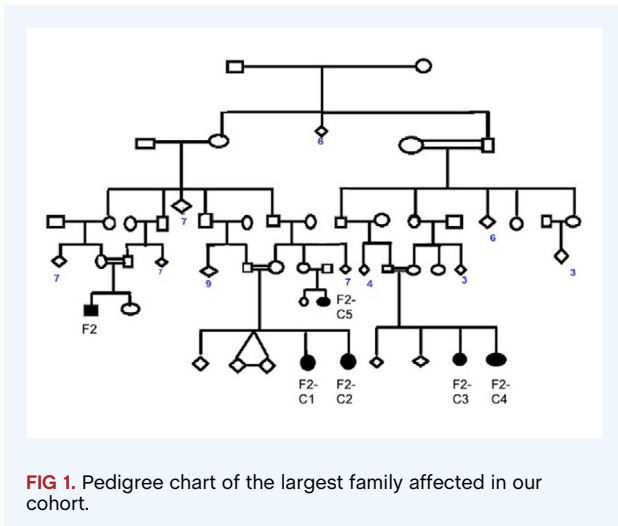 6
7
6
7
7
9
7
4
3
3
F2-
C5
F2
F2-
C1
F2-
C2
F2-
C3
F2-
C4
FIG 1. Pedigree chart of the largest family affected in our
cohort.